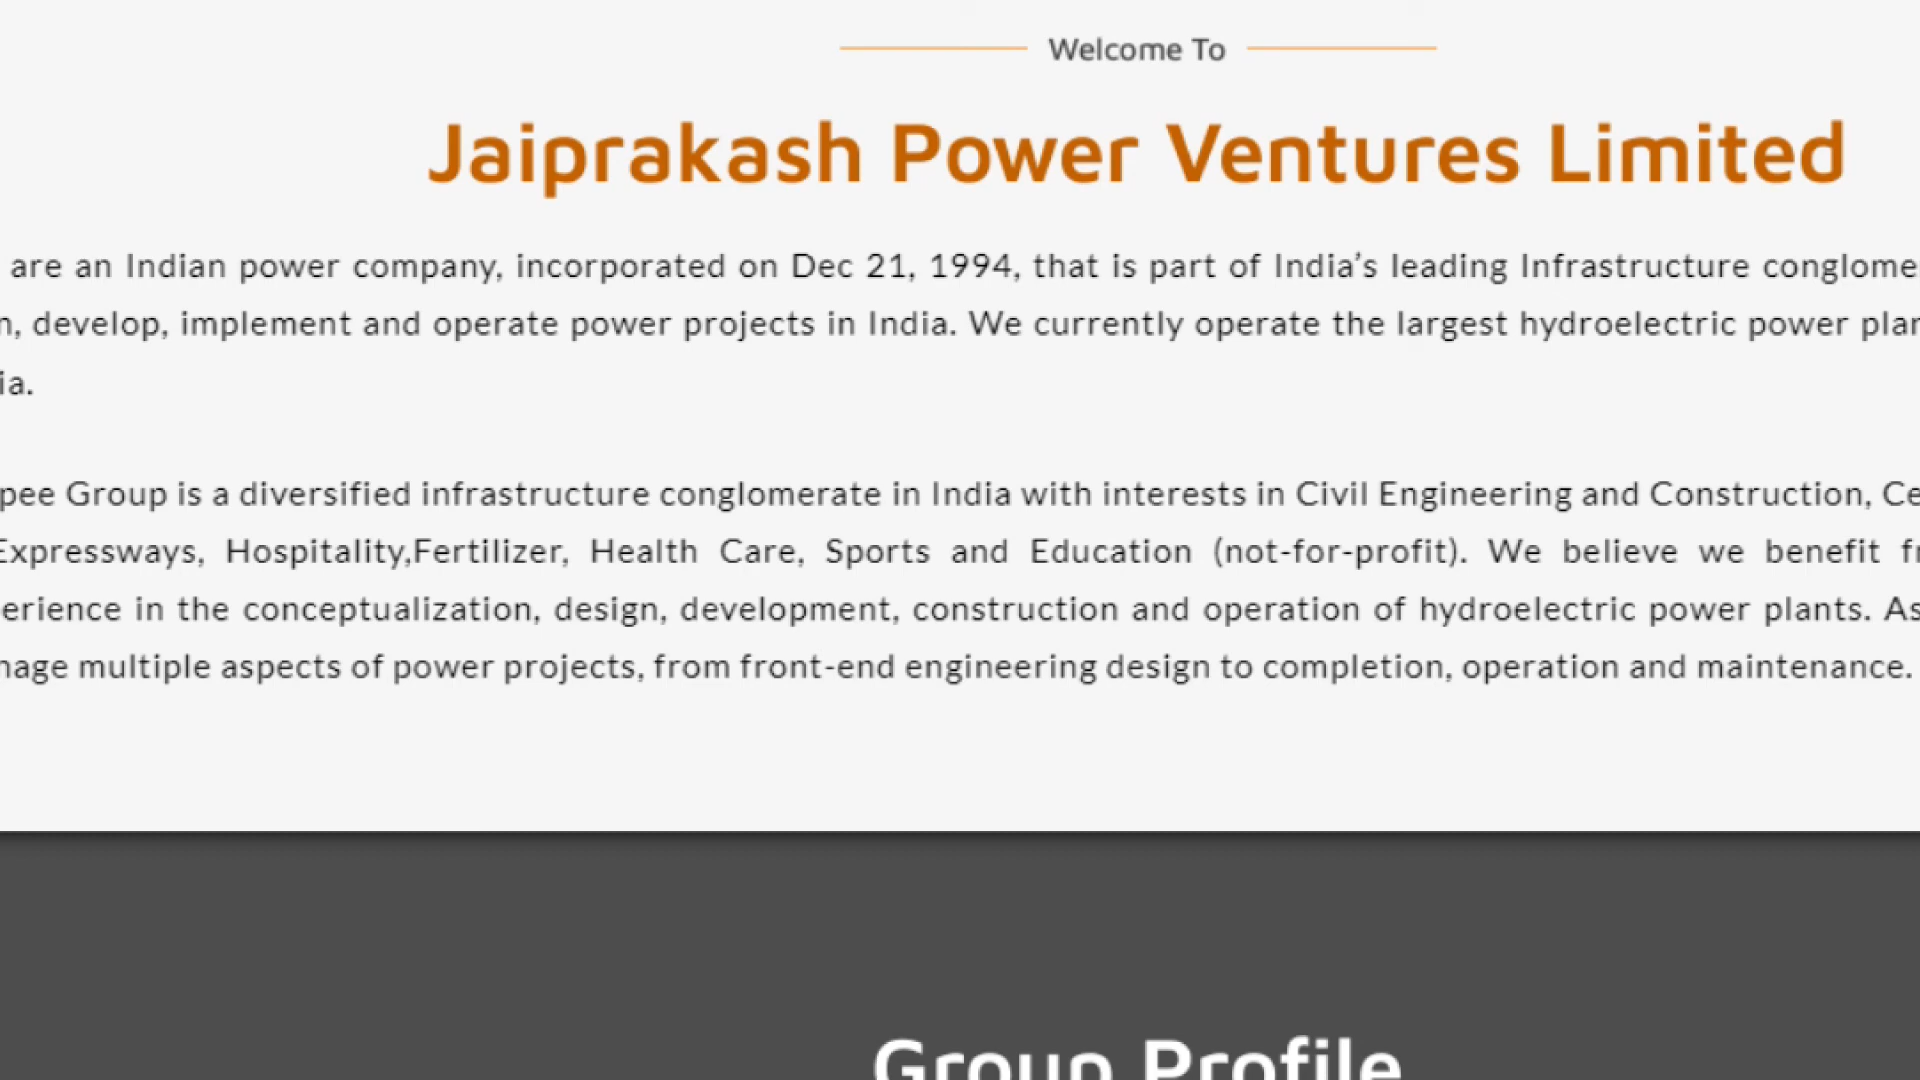 Welcome To
Jaiprakash Power Ventures Limited
are an Indian power company, incorporated on Dec 21, 1994, that is part of India’s leading Infrastructure conglome
n, develop, implement and operate power projects in India. We currently operate the largest hydroelectric power plan
ia.
pee Group is a diversified infrastructure conglomerate in India with interests in Civil Engineering and Construction, Ce
Expressways, Hospitality,Fertilizer, Health Care, Sports and Education (not-for-profit). We believe we benefit fr
erience in the conceptualization, design, development, construction and operation of hydroelectric power plants. As
nage multiple aspects of power projects, from front-end engineering design to completion, operation and maintenance.
Group Profile